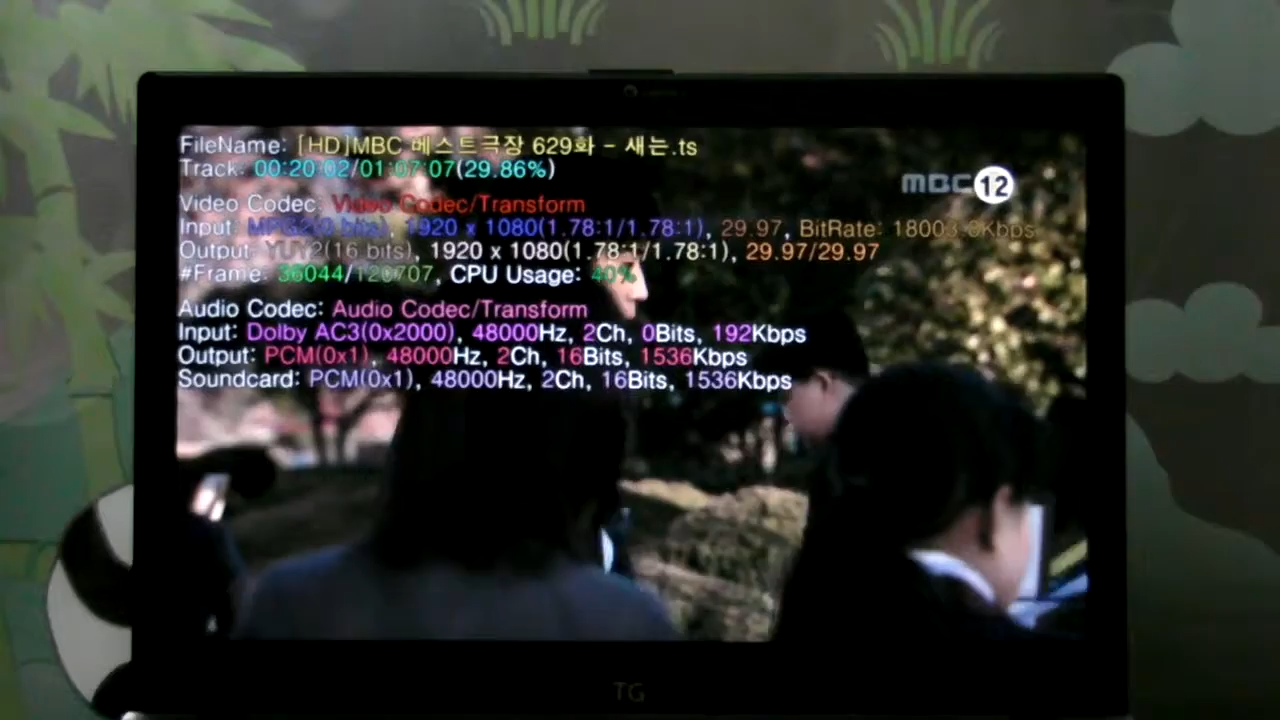 FileName: [HD]MBC 베스트극장 629화 - 새는.ts
Track: 00:20:02/01:07:07(29.86%)
MBC 12
Video Codec: Video Codec/Transform
Input: MPG2(0 bits), 1920 x 1080(1.78:1/1.78:1), 29.97, BitRate: 18003.0Kbps
Output: YUY2(16 bits), 1920 x 1080(1.78:1/1.78:1), 29.97/29.97
#Frame: 36044/120707, CPU Usage: 40%
Audio Codec: Audio Codec/Transform
Input: Dolby AC3(0x2000), 48000Hz, 2Ch, 0Bits, 192Kbps
Output: PCM(0x1), 48000Hz, 2Ch, 16Bits, 1536Kbps
Soundcard: PCM(0x1), 48000Hz, 2Ch, 16Bits, 1536Kbps
TG